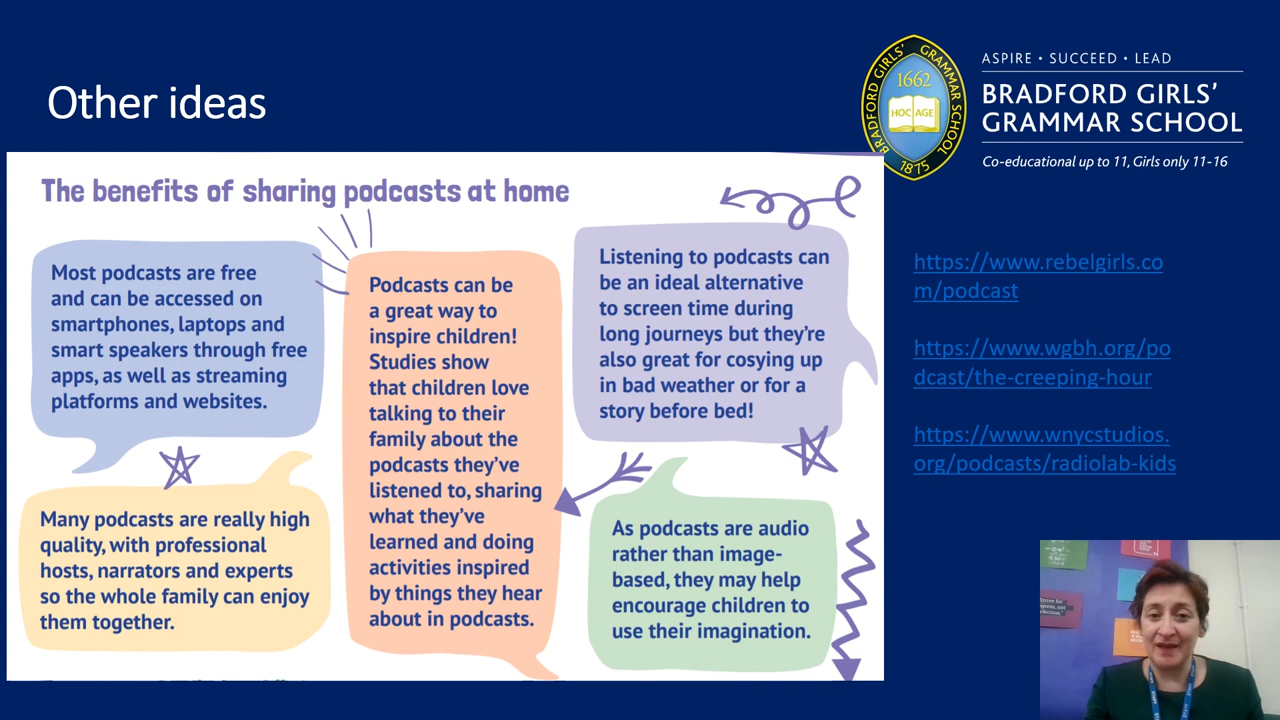 Other ideas
BRADFORD GIRLS' GRAMMAR SCHOOL
1662
HOC AGE
1875
ASPIRE • SUCCEED • LEAD
BRADFORD GIRLS'
GRAMMAR SCHOOL
Co-educational up to 11, Girls only 11-16
The benefits of sharing podcasts at home
Most podcasts are free
and can be accessed on
smartphones, laptops and
smart speakers through free
apps, as well as streaming
platforms and websites.
Many podcasts are really high
quality, with professional
hosts, narrators and experts
so the whole family can enjoy
them together.
Podcasts can be
a great way to
inspire children!
Studies show
that children love
talking to their
family about the
podcasts they've
listened to, sharing
what they've
learned and doing
activities inspired
by things they hear
about in podcasts.
Listening to podcasts can
be an ideal alternative
to screen time during
long journeys but they're
also great for cosying up
in bad weather or for a
story before bed!
As podcasts are audio
rather than image-
based, they may help
encourage children to
use their imagination.
https://www.rebelgirls.co
m/podcast
https://www.wgbh.org/po
dcast/the-creeping-hour
https://www.wnycstudios.
org/podcasts/radiolab-kids